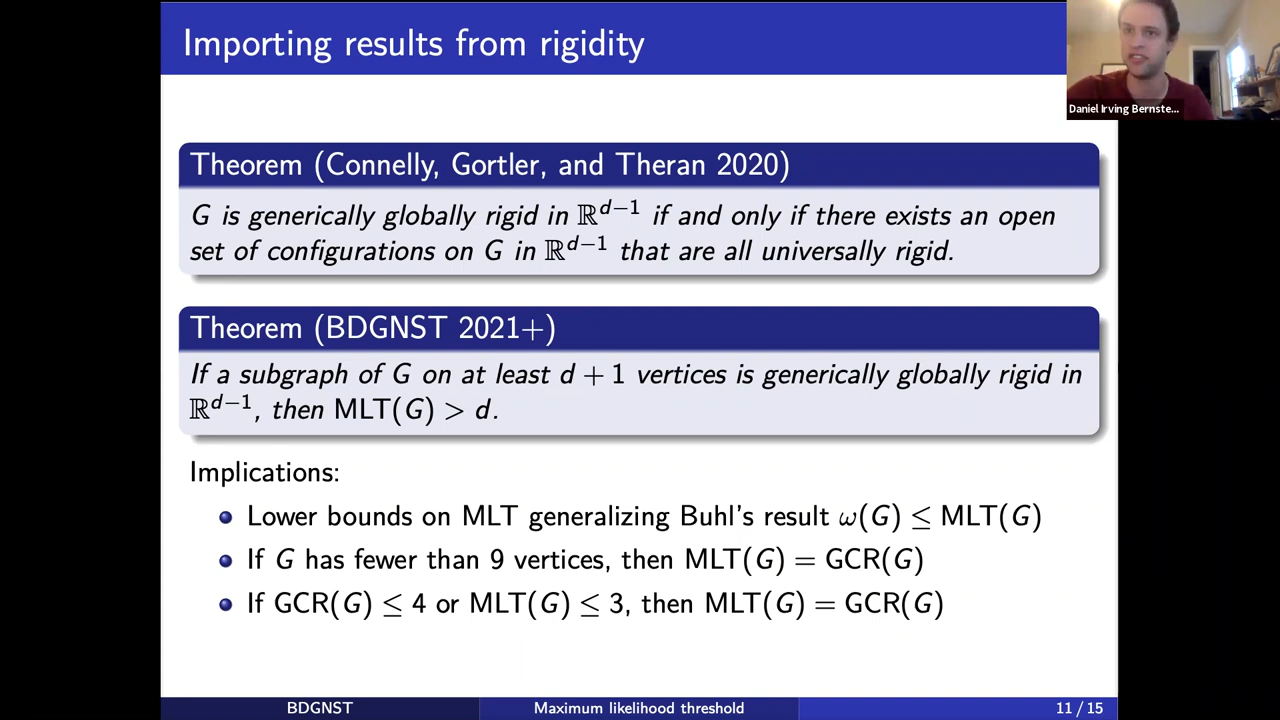 Importing results from rigidity
Daniel Irving Bernste...
Theorem (Connelly, Gortler, and Theran 2020)
G is generically globally rigid in ℝᵈ⁻¹ if and only if there exists an open
set of configurations on G in ℝᵈ⁻¹ that are all universally rigid.
Theorem (BDGNST 2021+)
If a subgraph of G on at least d + 1 vertices is generically globally rigid in
ℝᵈ⁻¹, then MLT(G) > d.
Implications:
Lower bounds on MLT generalizing Buhl's result ω(G) ≤ MLT(G)
If G has fewer than 9 vertices, then MLT(G) = GCR(G)
If GCR(G) ≤ 4 or MLT(G) ≤ 3, then MLT(G) = GCR(G)
BDGNST
Maximum likelihood threshold
11 / 15